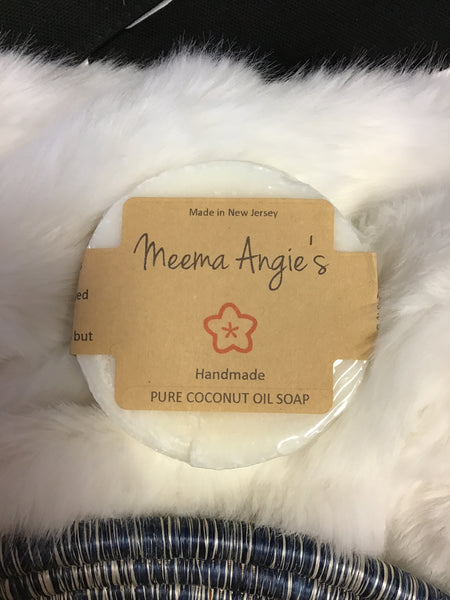 Made in New Jersey
Meema Angie's
ed
but
Handmade
PURE COCONUT OIL SOAP